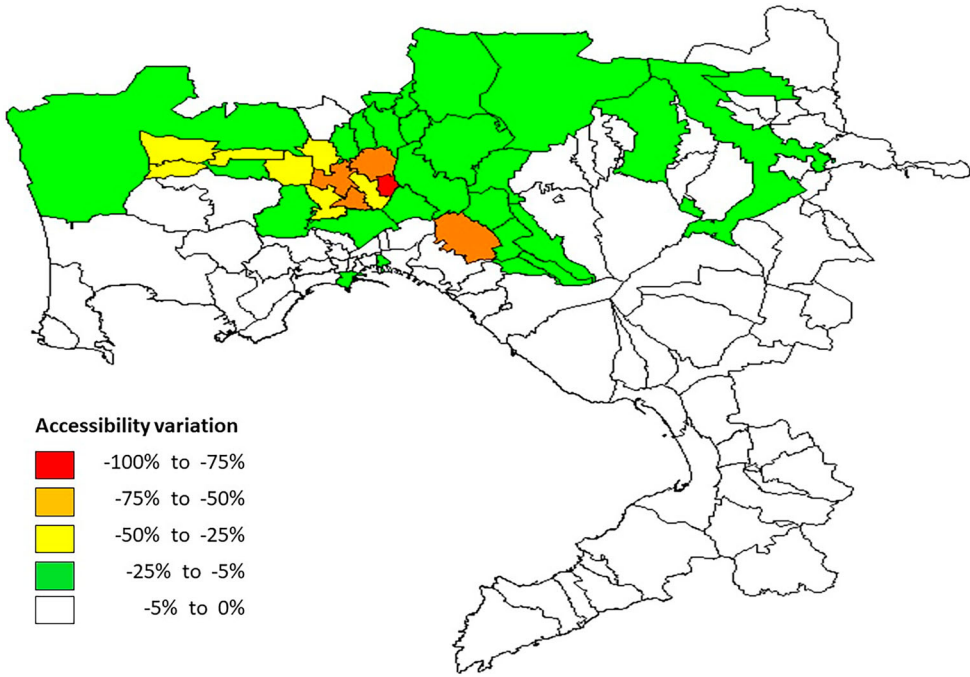 Accessibility variation
-100% to -75%
-75% to -50%
-50% to -25%
-25% to -5%
-5% to 0%